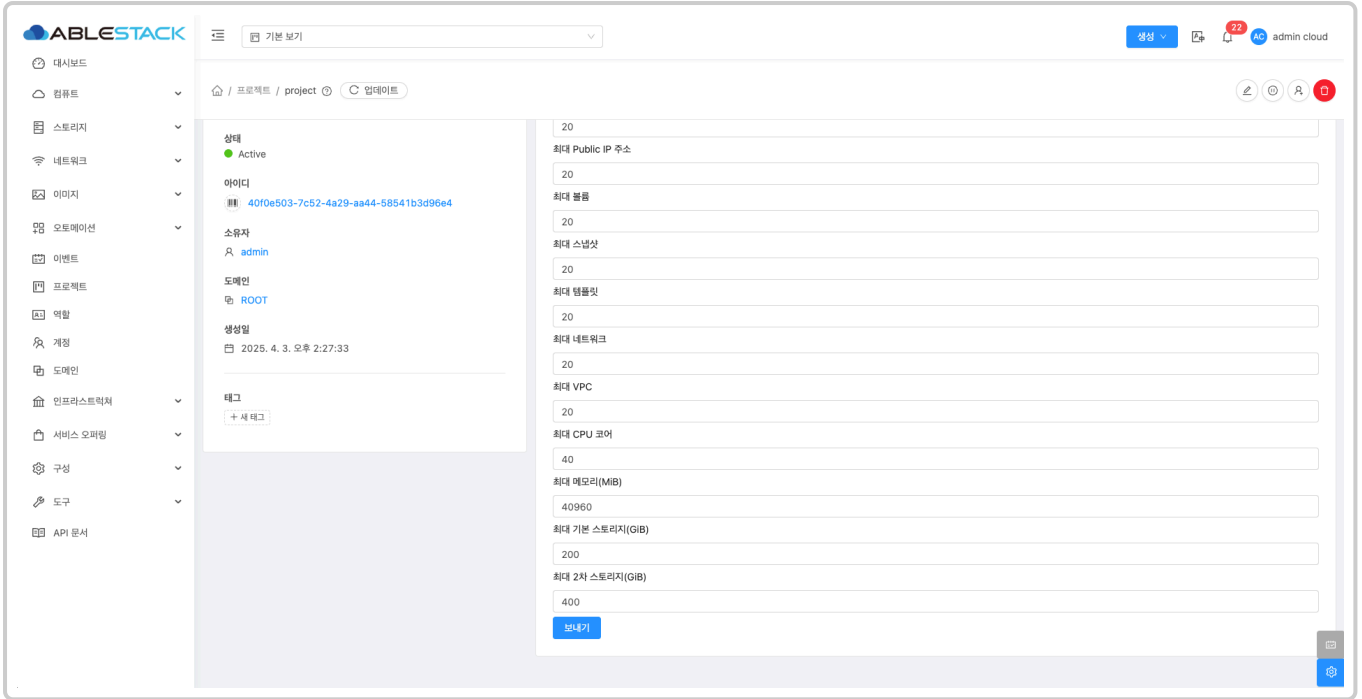 ABLESTACK
기본 보기
생성
22
AC
admin cloud
대시보드
컴퓨트
스토리지
네트워크
이미지
오토메이션
이벤트
프로젝트
역할
계정
도메인
인프라스트럭쳐
서비스 오퍼링
구성
도구
API 문서
/ 프로젝트 / project
업데이트
상태
Active
아이디
40f0e503-7c52-4a29-aa44-58541b3d96e4
소유자
admin
도메인
ROOT
생성일
2025. 4. 3. 오후 2:27:33
태그
+ 새 태그
20
최대 Public IP 주소
20
최대 볼륨
20
최대 스냅샷
20
최대 템플릿
20
최대 네트워크
20
최대 VPC
20
최대 CPU 코어
40
최대 메모리(MiB)
40960
최대 기본 스토리지(GiB)
200
최대 2차 스토리지(GiB)
400
보내기